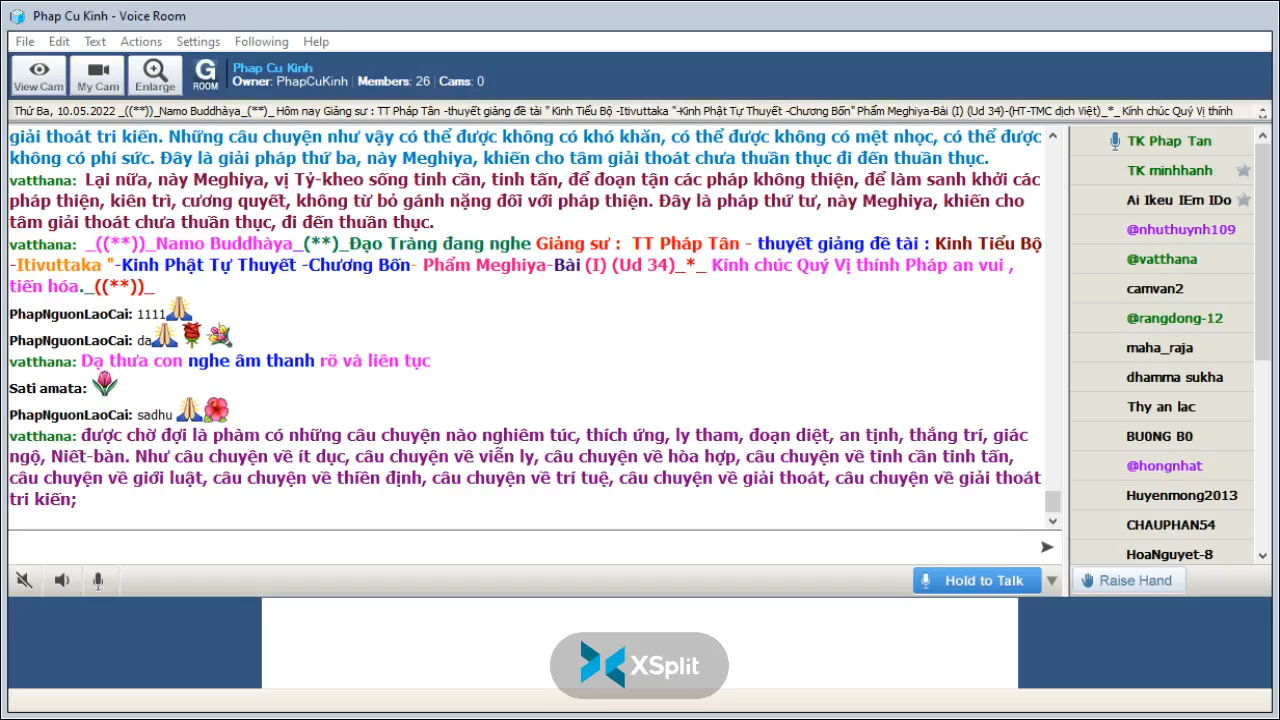 Phap Cu Kinh - Voice Room
File Edit Text Actions Settings Following Help
View Cam My Cam Enlarge G ROOM
Phap Cu Kinh
Owner: PhapCuKinh | Members: 26 | Cams: 0
Thứ Ba, 10.05.2022 _((**))_Namo Buddhàya_(**)_ Hôm nay Giảng sư : TT Pháp Tân -thuyết giảng đề tài " Kinh Tiểu Bộ -Itivuttaka "-Kinh Phật Tự Thuyết -Chương Bốn" Phẩm Meghiya-Bài (I) (Ud 34)-(HT-TMC dịch Việt)_*_ Kính chúc Quý Vị thính
giải thoát tri kiến. Những câu chuyện như vậy có thể được không có khó khăn, có thể được không có mệt nhọc, có thể được
không có phí sức. Đây là giải pháp thứ ba, này Meghiya, khiến cho tâm giải thoát chưa thuần thục đi đến thuần thục.
vatthana: Lại nữa, này Meghiya, vị Tỷ-kheo sống tinh cần, tinh tấn, để đoạn tận các pháp không thiện, để làm sanh khởi các
pháp thiện, kiên trì, cương quyết, không từ bỏ gánh nặng đối với pháp thiện. Đây là pháp thứ tư, này Meghiya, khiến cho
tâm giải thoát chưa thuần thục, đi đến thuần thục.
vatthana: _((**))_Namo Buddhàya_(**)_Đạo Tràng đang nghe Giảng sư : TT Pháp Tân - thuyết giảng đề tài : Kinh Tiểu Bộ
-Itivuttaka "-Kinh Phật Tự Thuyết -Chương Bốn- Phẩm Meghiya-Bài (I) (Ud 34)_*_ Kính chúc Quý Vị thính Pháp an vui ,
tiến hóa._((**))_
PhapNguonLaoCai: 1111
PhapNguonLaoCai: da
vatthana: Dạ thưa con nghe âm thanh rõ và liên tục
Sati amata:
PhapNguonLaoCai: sadhu
vatthana: được chờ đợi là phàm có những câu chuyện nào nghiêm túc, thích ứng, ly tham, đoạn diệt, an tịnh, thắng trí, giác
ngộ, Niết-bàn. Như câu chuyện về ít dục, câu chuyện về viễn ly, câu chuyện về hòa hợp, câu chuyện về tinh cần tinh tấn,
câu chuyện về giới luật, câu chuyện về thiền định, câu chuyện về trí tuệ, câu chuyện về giải thoát, câu chuyện về giải thoát
tri kiến;
TK Phap Tan
TK minhhanh
Ai Ikeu IEm IDo
@nhuthuynh109
@vatthana
camvan2
@rangdong-12
maha_raja
dhamma sukha
Thy an lac
BU0NG B0
@hongnhat
Huyenmong2013
CHAUPHAN54
HoaNguyet-8
Hold to Talk
Raise Hand
XSplit